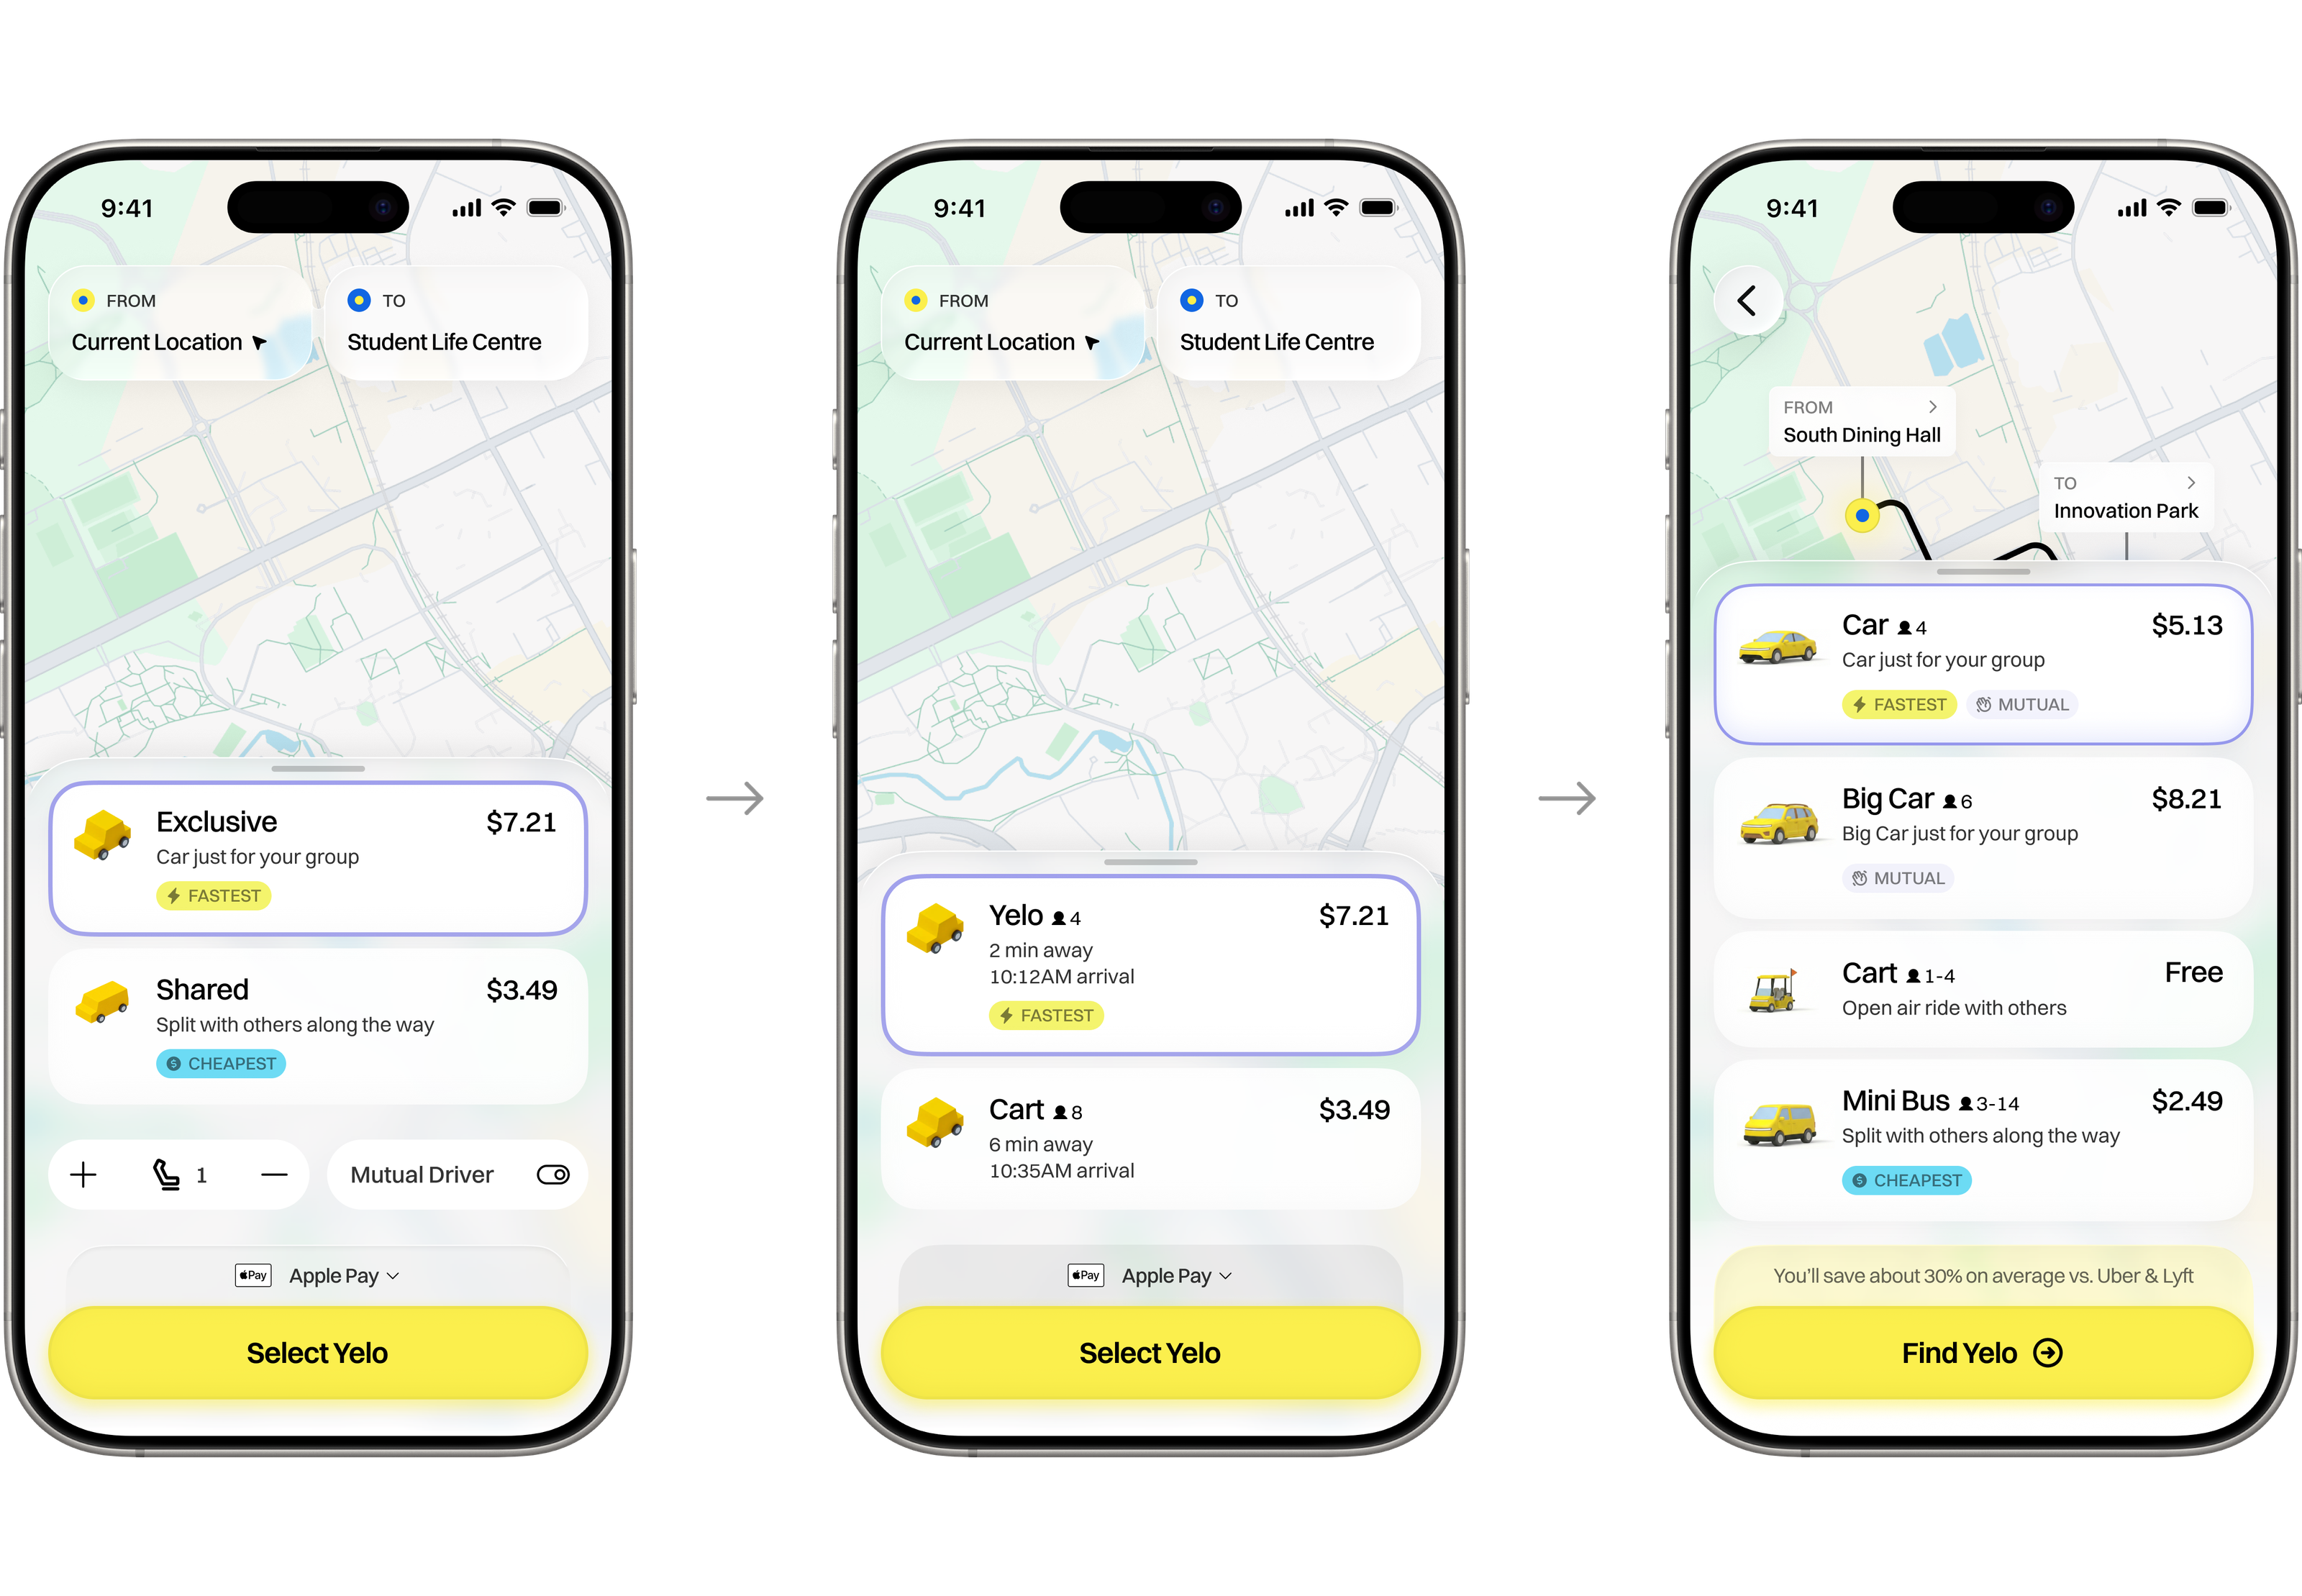 9:41
FROM
Current Location
TO
Student Life Centre
Exclusive
$7.21
Car just for your group
FASTEST
Shared
$3.49
Split with others along the way
CHEAPEST
1
Mutual Driver
Pay
Apple Pay
Select Yelo
9:41
FROM
Current Location
TO
Student Life Centre
Yelo 4
$7.21
2 min away
10:12AM arrival
FASTEST
Cart 8
$3.49
6 min away
10:35AM arrival
Pay
Apple Pay
Select Yelo
9:41
FROM
South Dining Hall
TO
Innovation Park
Car 4
$5.13
Car just for your group
FASTEST
MUTUAL
Big Car 6
$8.21
Big Car just for your group
MUTUAL
Cart 1-4
Free
Open air ride with others
Mini Bus 3-14
$2.49
Split with others along the way
CHEAPEST
You'll save about 30% on average vs. Uber & Lyft
Find Yelo